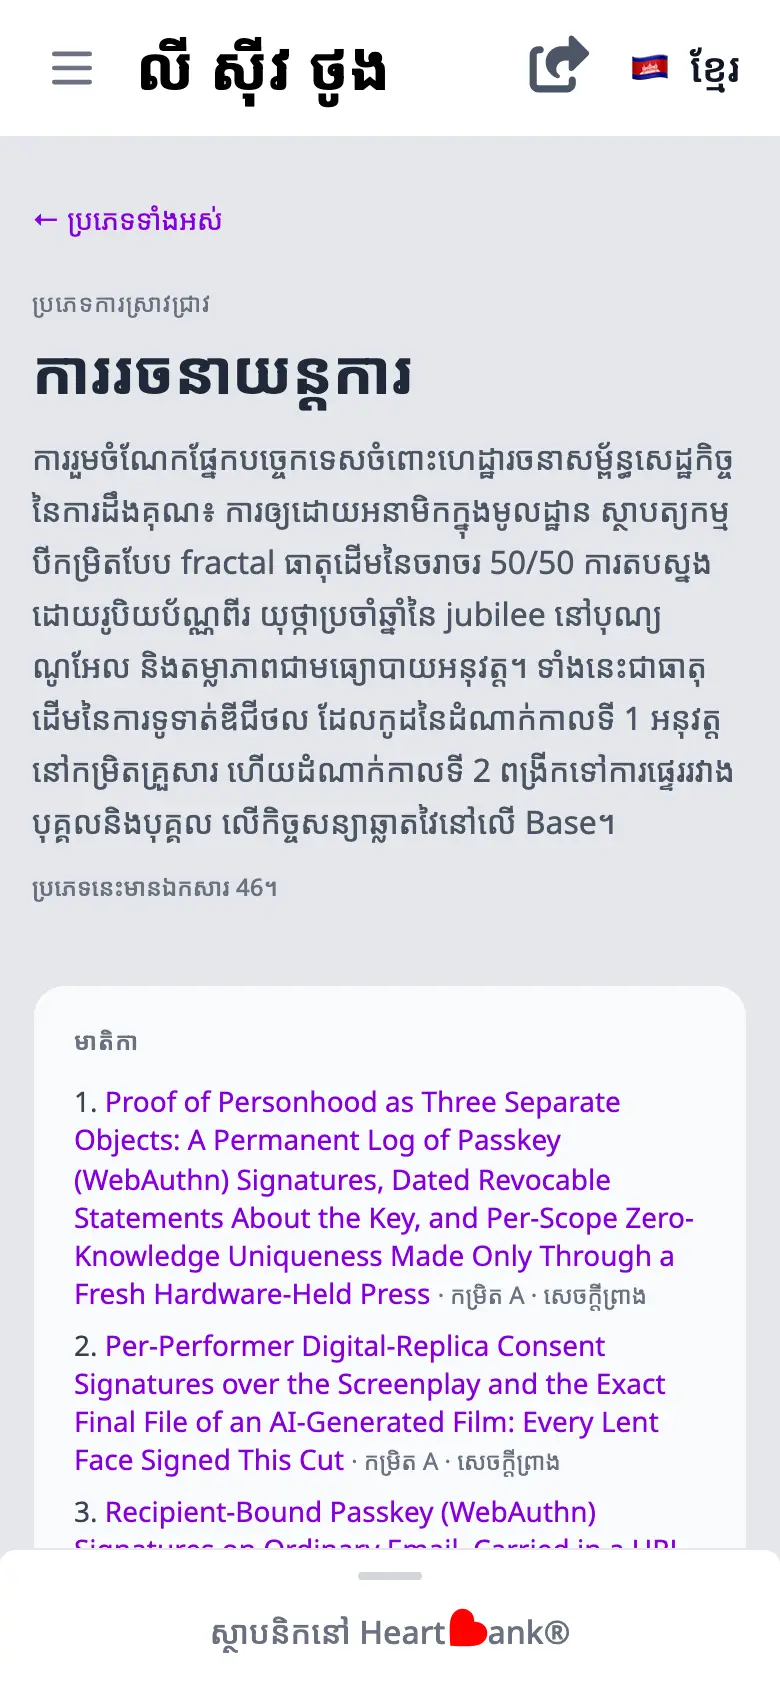 លី ស៊ីវ ថូង
ខ្មែរ
← ប្រភេទទាំងអស់
ប្រភេទការស្រាវជ្រាវ
ការរចនាយន្តការ
ការរួមចំណែកផ្នែកបច្ចេកទេសចំពោះហេដ្ឋារចនាសម្ព័ន្ធសេដ្ឋកិច្ច
នៃការដឹងគុណ៖ ការឲ្យដោយអនាមិកក្នុងមូលដ្ឋាន ស្ថាបត្យកម្ម
បីកម្រិតបែប fractal ធាតុដើមនៃចរាចរ 50/50 ការតបស្នង
ដោយរូបិយប័ណ្ណពីរ យុថ្កាប្រចាំឆ្នាំនៃ jubilee នៅបុណ្យ
ណូអែល និងតម្លាភាពជាមធ្យោបាយអនុវត្ត។ ទាំងនេះជាធាតុ
ដើមនៃការទូទាត់ឌីជីថល ដែលកូដនៃដំណាក់កាលទី 1 អនុវត្ត
នៅកម្រិតគ្រួសារ ហើយដំណាក់កាលទី 2 ពង្រីកទៅការផ្ទេររវាង
បុគ្គលនិងបុគ្គល លើកិច្ចសន្យាឆ្លាតវៃនៅលើ Base។
ប្រភេទនេះមានឯកសារ 46។
មាតិកា
1. Proof of Personhood as Three Separate
Objects: A Permanent Log of Passkey
(WebAuthn) Signatures, Dated Revocable
Statements About the Key, and Per-Scope Zero-
Knowledge Uniqueness Made Only Through a
Fresh Hardware-Held Press · កម្រិត A · សេចក្តីព្រាង
2. Per-Performer Digital-Replica Consent
Signatures over the Screenplay and the Exact
Final File of an AI-Generated Film: Every Lent
Face Signed This Cut · កម្រិត A · សេចក្តីព្រាង
3. Recipient-Bound Passkey (WebAuthn)
Signatures on Ordinary Email, Carried in a URL
ស្ថាបនិកនៅ Heart ank®